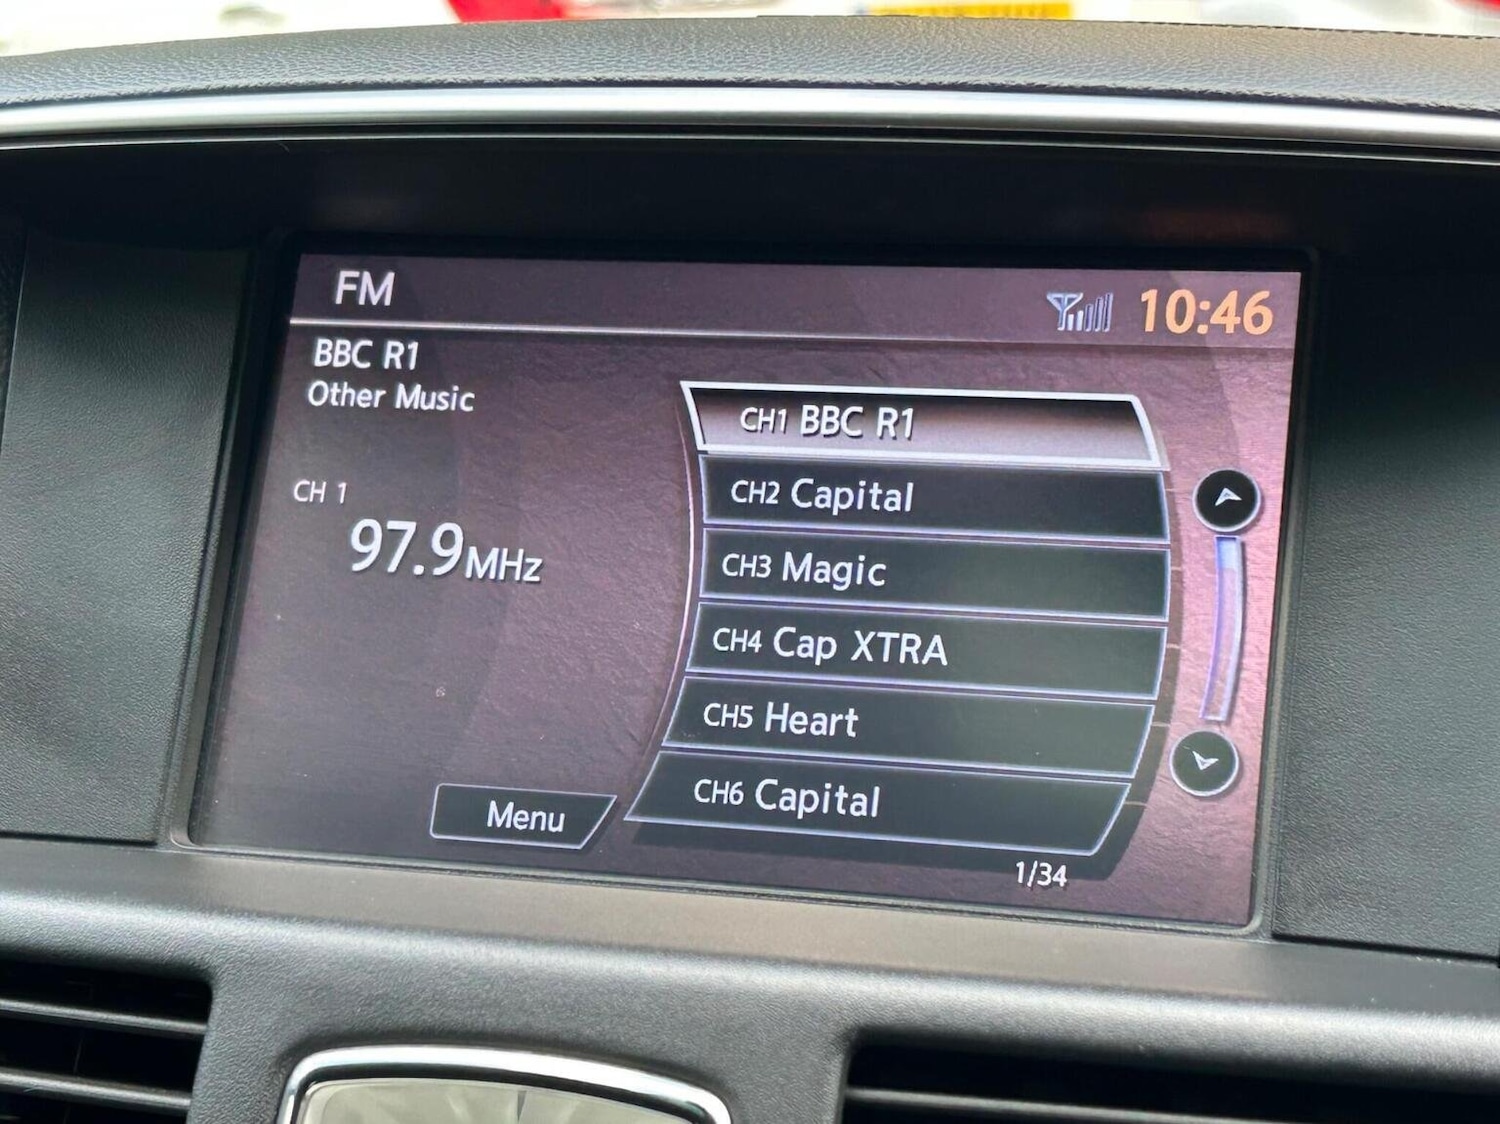 FM
10:46
BBC R1
Other Music
CH 1
97.9MHz
CH1 BBC R1
CH2 Capital
CH3 Magic
CH4 Cap XTRA
CH5 Heart
CH6 Capital
Menu
1/34